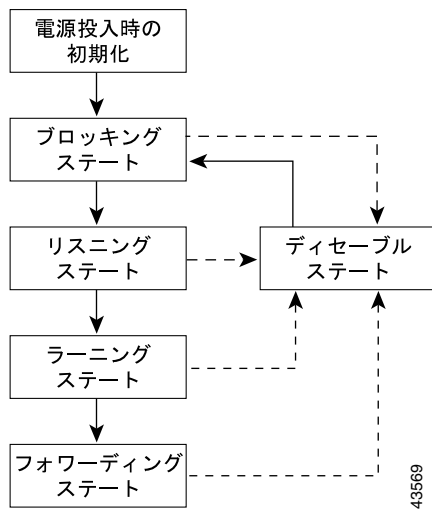 電源投入時の
初期化
ブロッキング
ステート
リスニング
ステート
ディセーブル
ステート
ラーニング
ステート
フォワーディング
ステート
43569